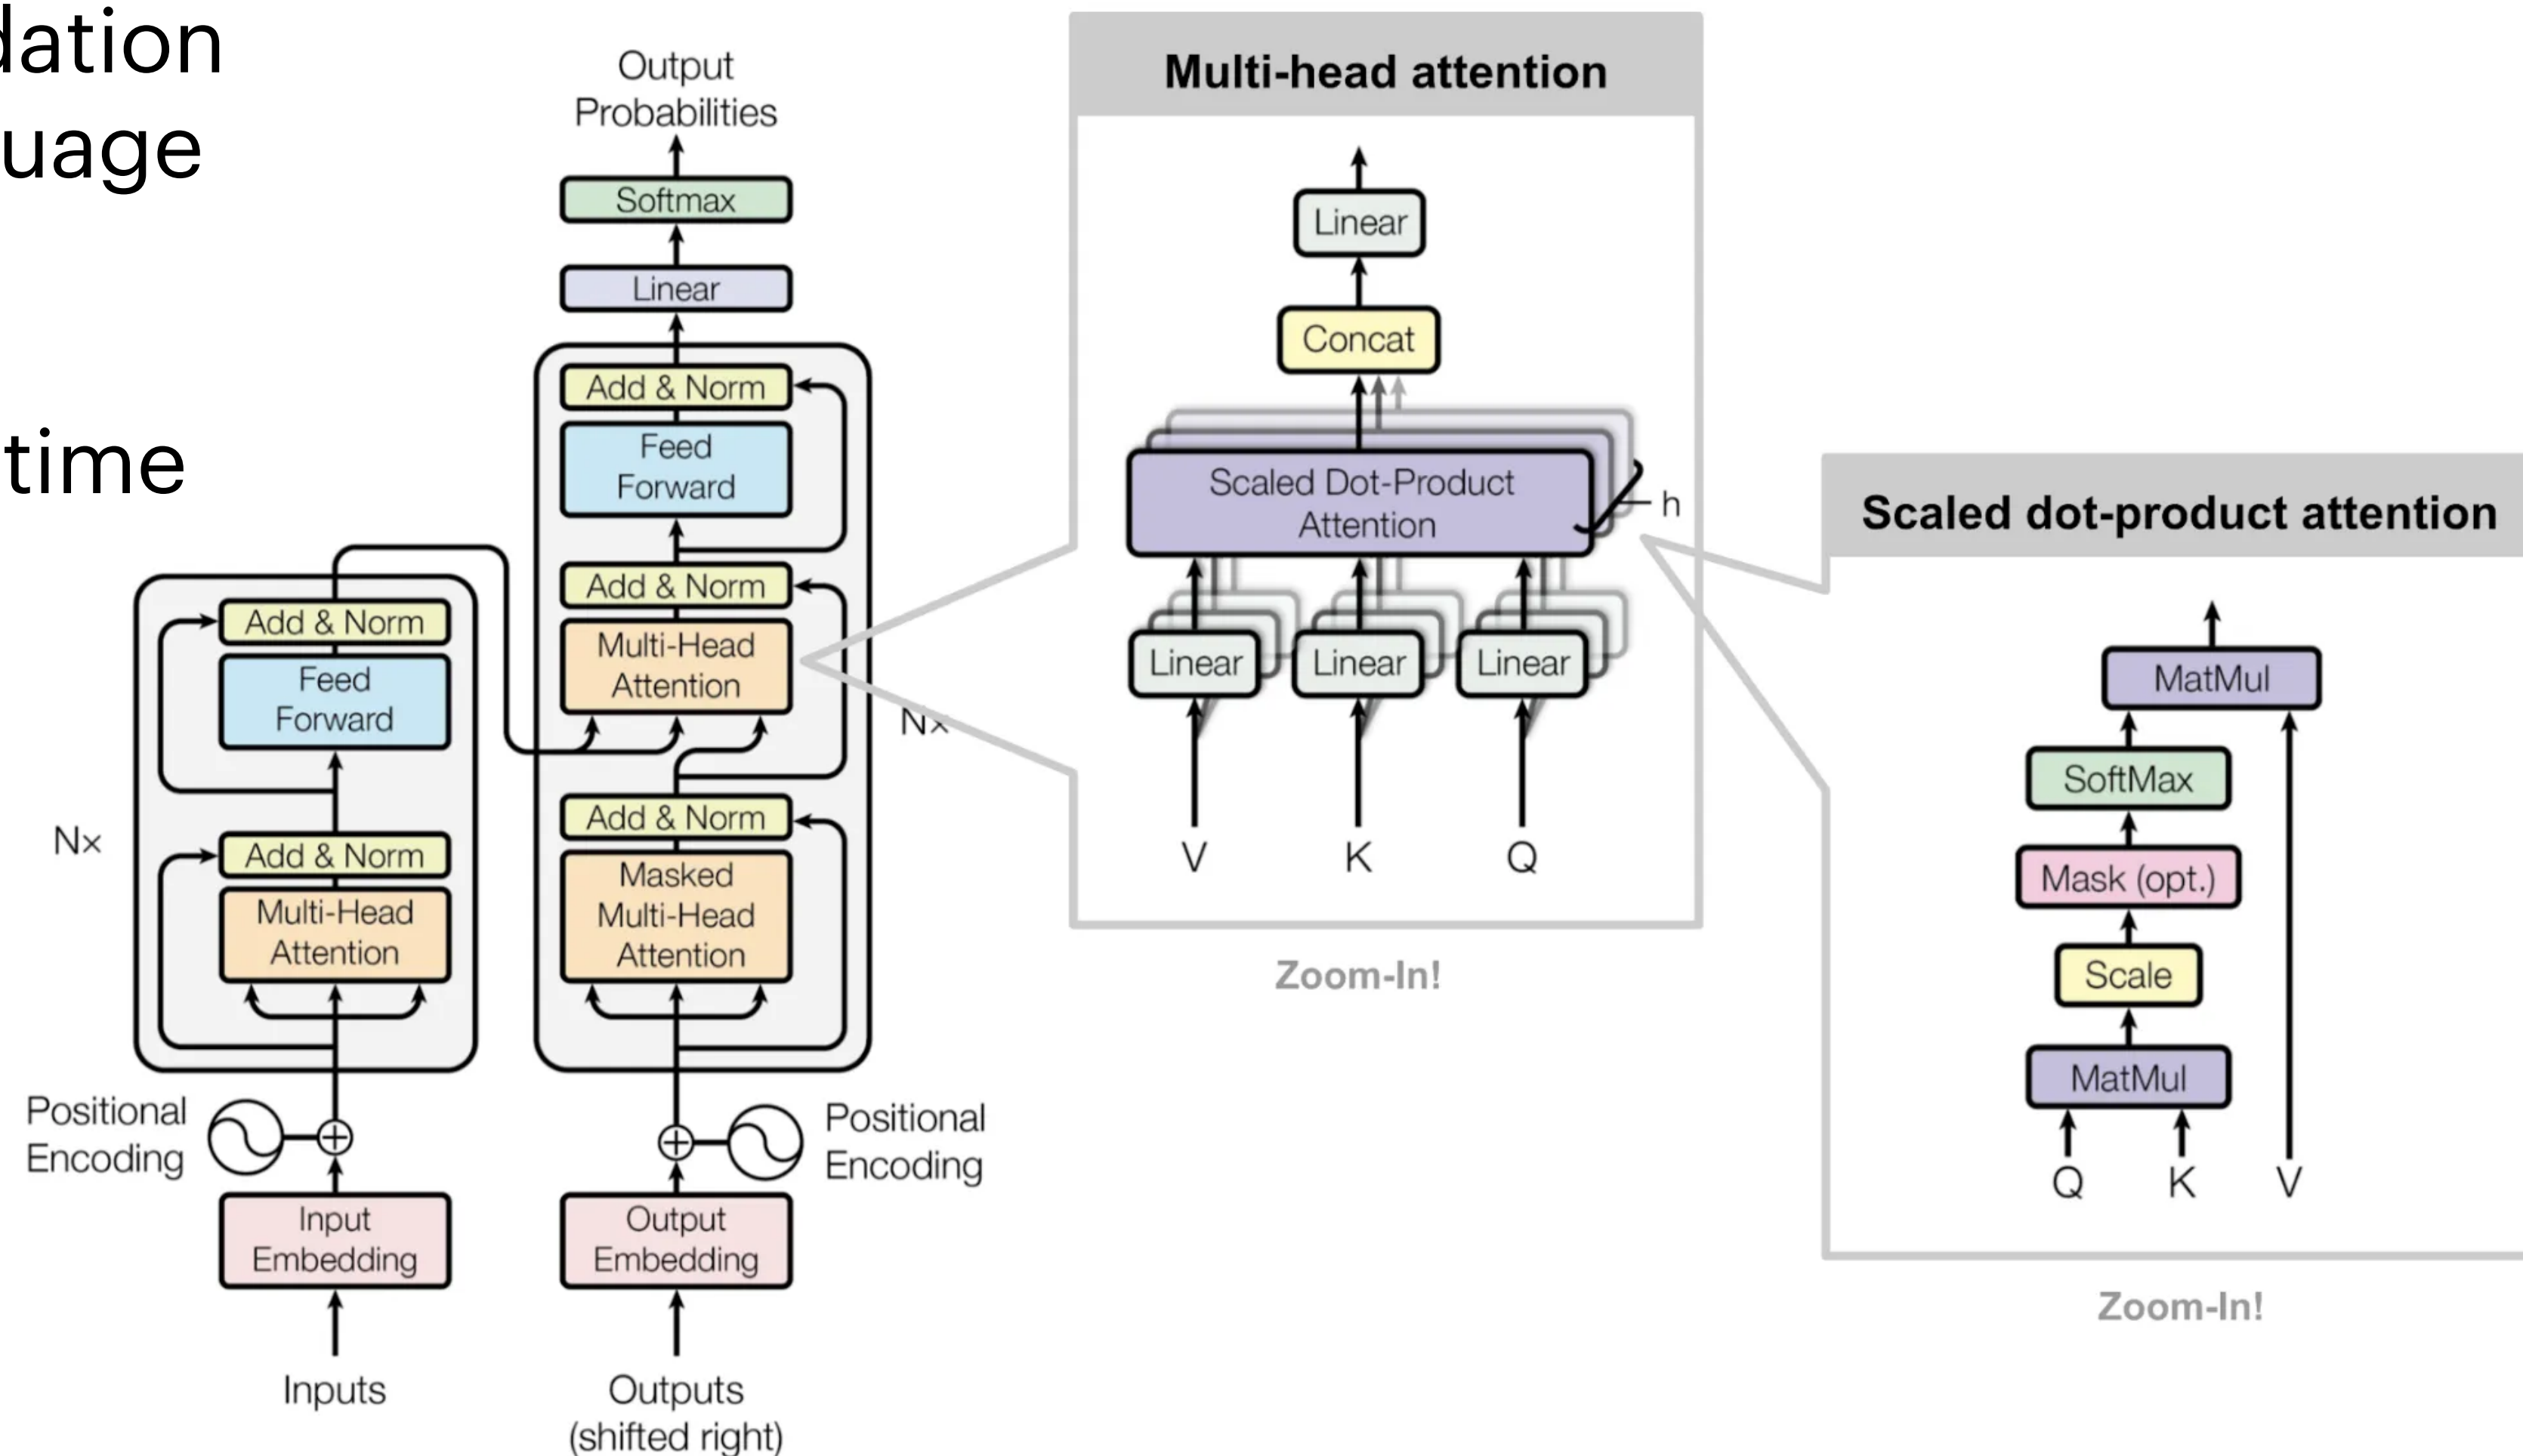 dation
uage
time
Output
Probabilities
Softmax
Linear
Add & Norm
Feed
Forward
Add & Norm
Multi-Head
Attention
Nx
Add & Norm
Masked
Multi-Head
Attention
Positional
Encoding
Output
Embedding
Outputs
(shifted right)
Add & Norm
Feed
Forward
Nx
Add & Norm
Multi-Head
Attention
Positional
Encoding
Input
Embedding
Inputs
Multi-head attention
Linear
Concat
Scaled Dot-Product
Attention
h
Linear Linear Linear
V K Q
Zoom-In!
Scaled dot-product attention
MatMul
SoftMax
Mask (opt.)
Scale
MatMul
Q K V
Zoom-In!